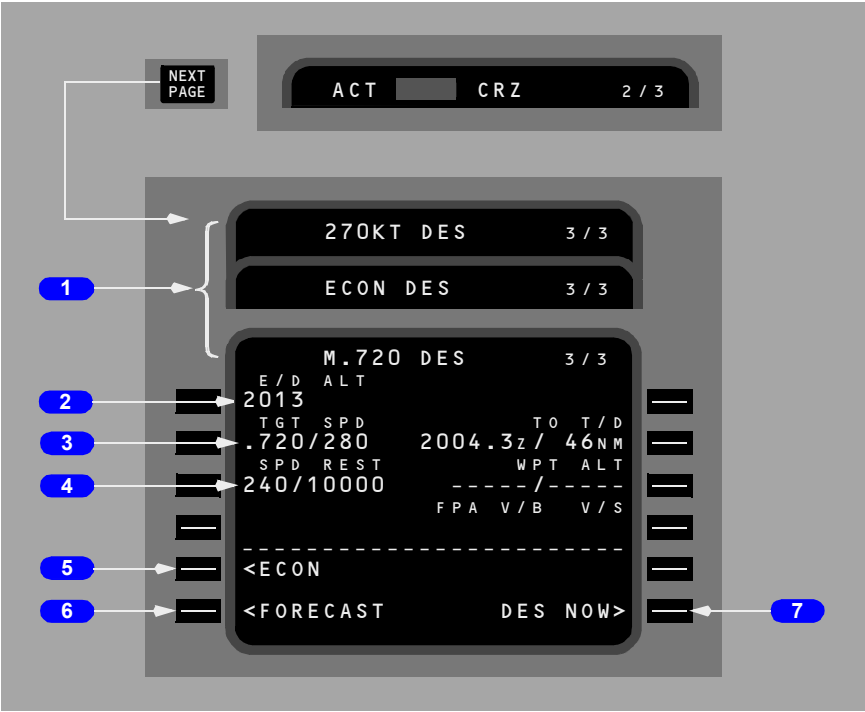 NEXT
PAGE
ACT CRZ 2/3
270KT DES 3/3
1
ECON DES 3/3
M.720 DES 3/3
E/D ALT
2
2013
TGT SPD TO T/D
3
.720/280 2004.3Z/ 46NM
SPD REST WPT ALT
4
240/10000 -----/-----
FPA V/B V/S
------------------------
5
<ECON
6
<FORECAST DES NOW>
7